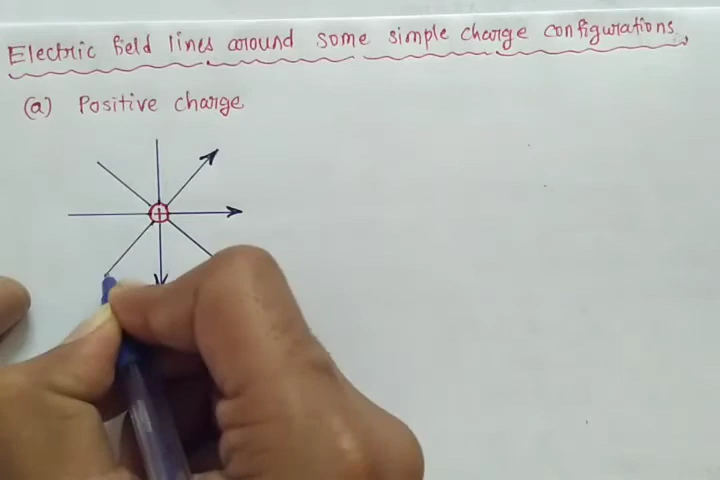 Electric field lines around some simple charge configurations,
(a) Positive charge
+